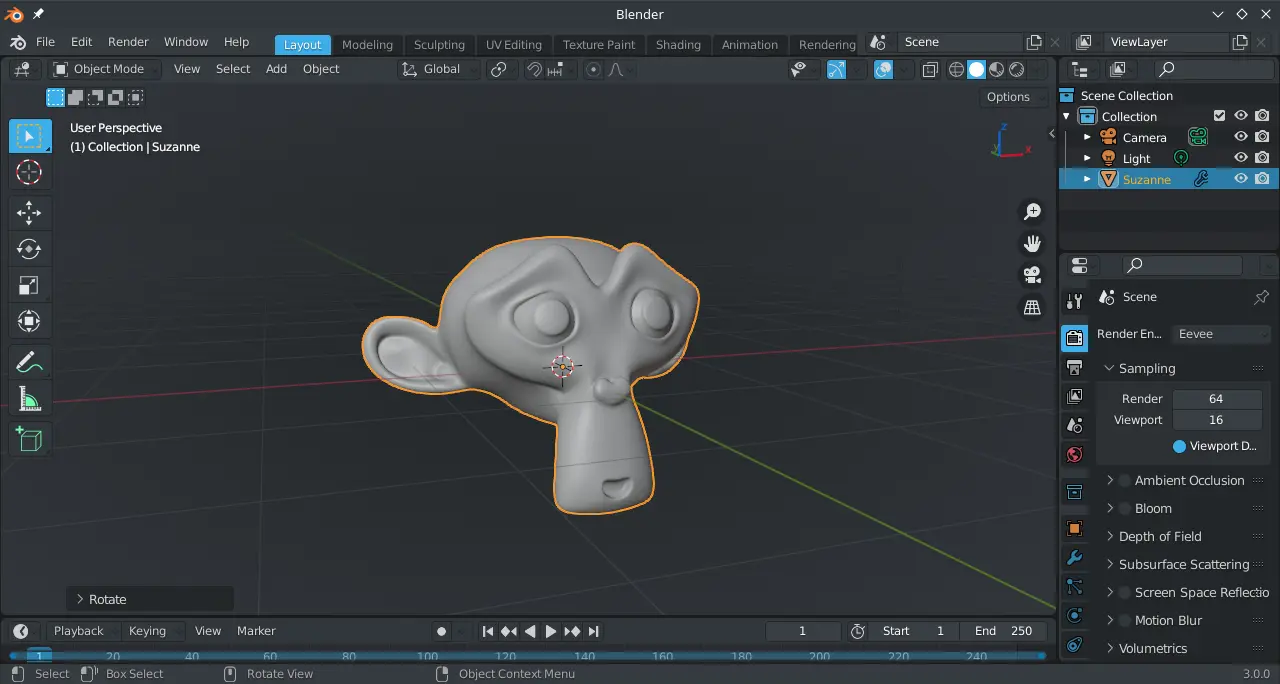 Blender
File Edit Render Window Help Layout Modeling Sculpting UV Editing Texture Paint Shading Animation Rendering Scene ViewLayer
Object Mode View Select Add Object Global
Options
User Perspective
(1) Collection | Suzanne
Z
Y X
Scene Collection
Collection
Camera
Light
Suzanne
Scene
Render En... Eevee
Sampling
Render 64
Viewport 16
Viewport D...
Ambient Occlusion
Bloom
Depth of Field
Subsurface Scattering
Screen Space Reflectio
Motion Blur
Volumetrics
Rotate
Playback Keying View Marker 1 Start 1 End 250
1 20 40 60 80 100 120 140 160 180 200 220 240
Select Box Select Rotate View Object Context Menu 3.0.0